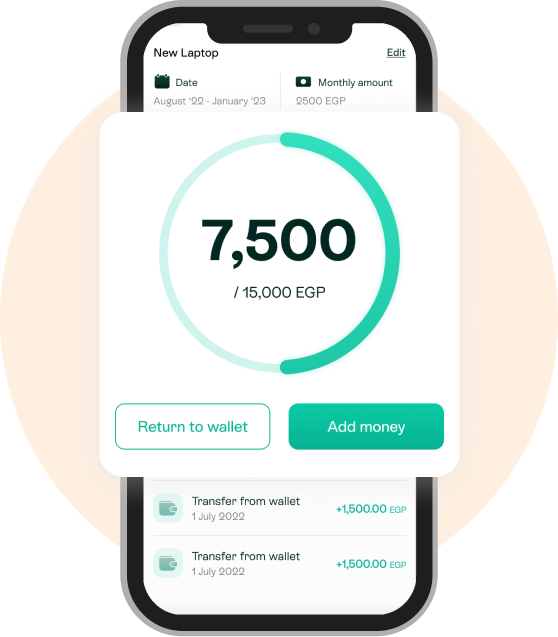 New Laptop
Edit
Date
Monthly amount
August '22 - January '23
2500 EGP
7,500
/ 15,000 EGP
Return to wallet
Add money
Transfer from wallet
+1,500.00 EGP
1 July 2022
Transfer from wallet
+1,500.00 EGP
1 July 2022